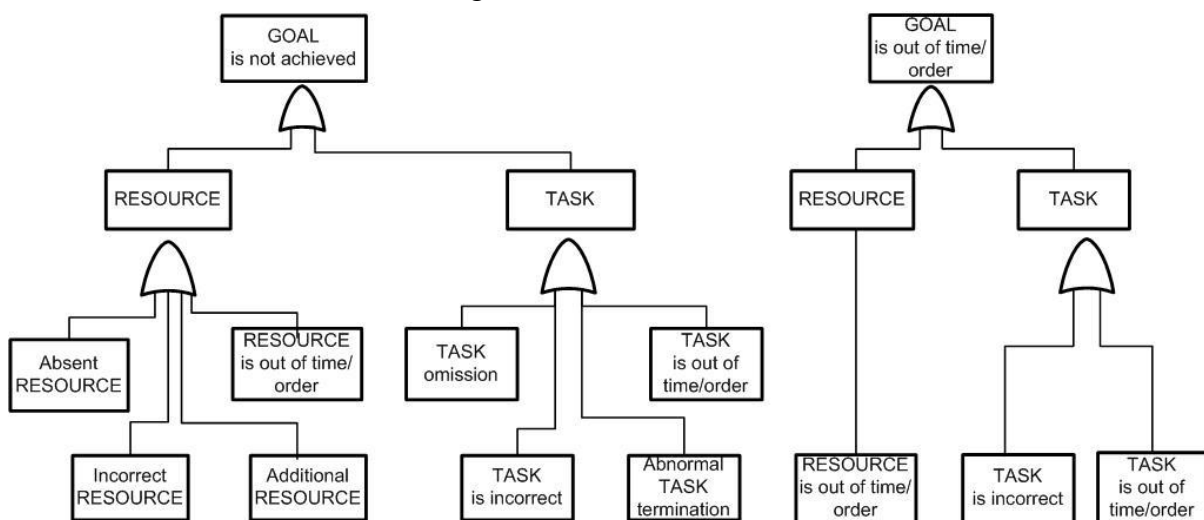 GOAL
is not achieved
GOAL
is out of time/
order
RESOURCE
TASK
RESOURCE
TASK
Absent
RESOURCE
RESOURCE
is out of time/
order
TASK
omission
TASK
is out of
time/order
Incorrect
RESOURCE
Additional
RESOURCE
TASK
is incorrect
Abnormal
TASK
termination
RESOURCE
is out of time/
order
TASK
is incorrect
TASK
is out of
time/order